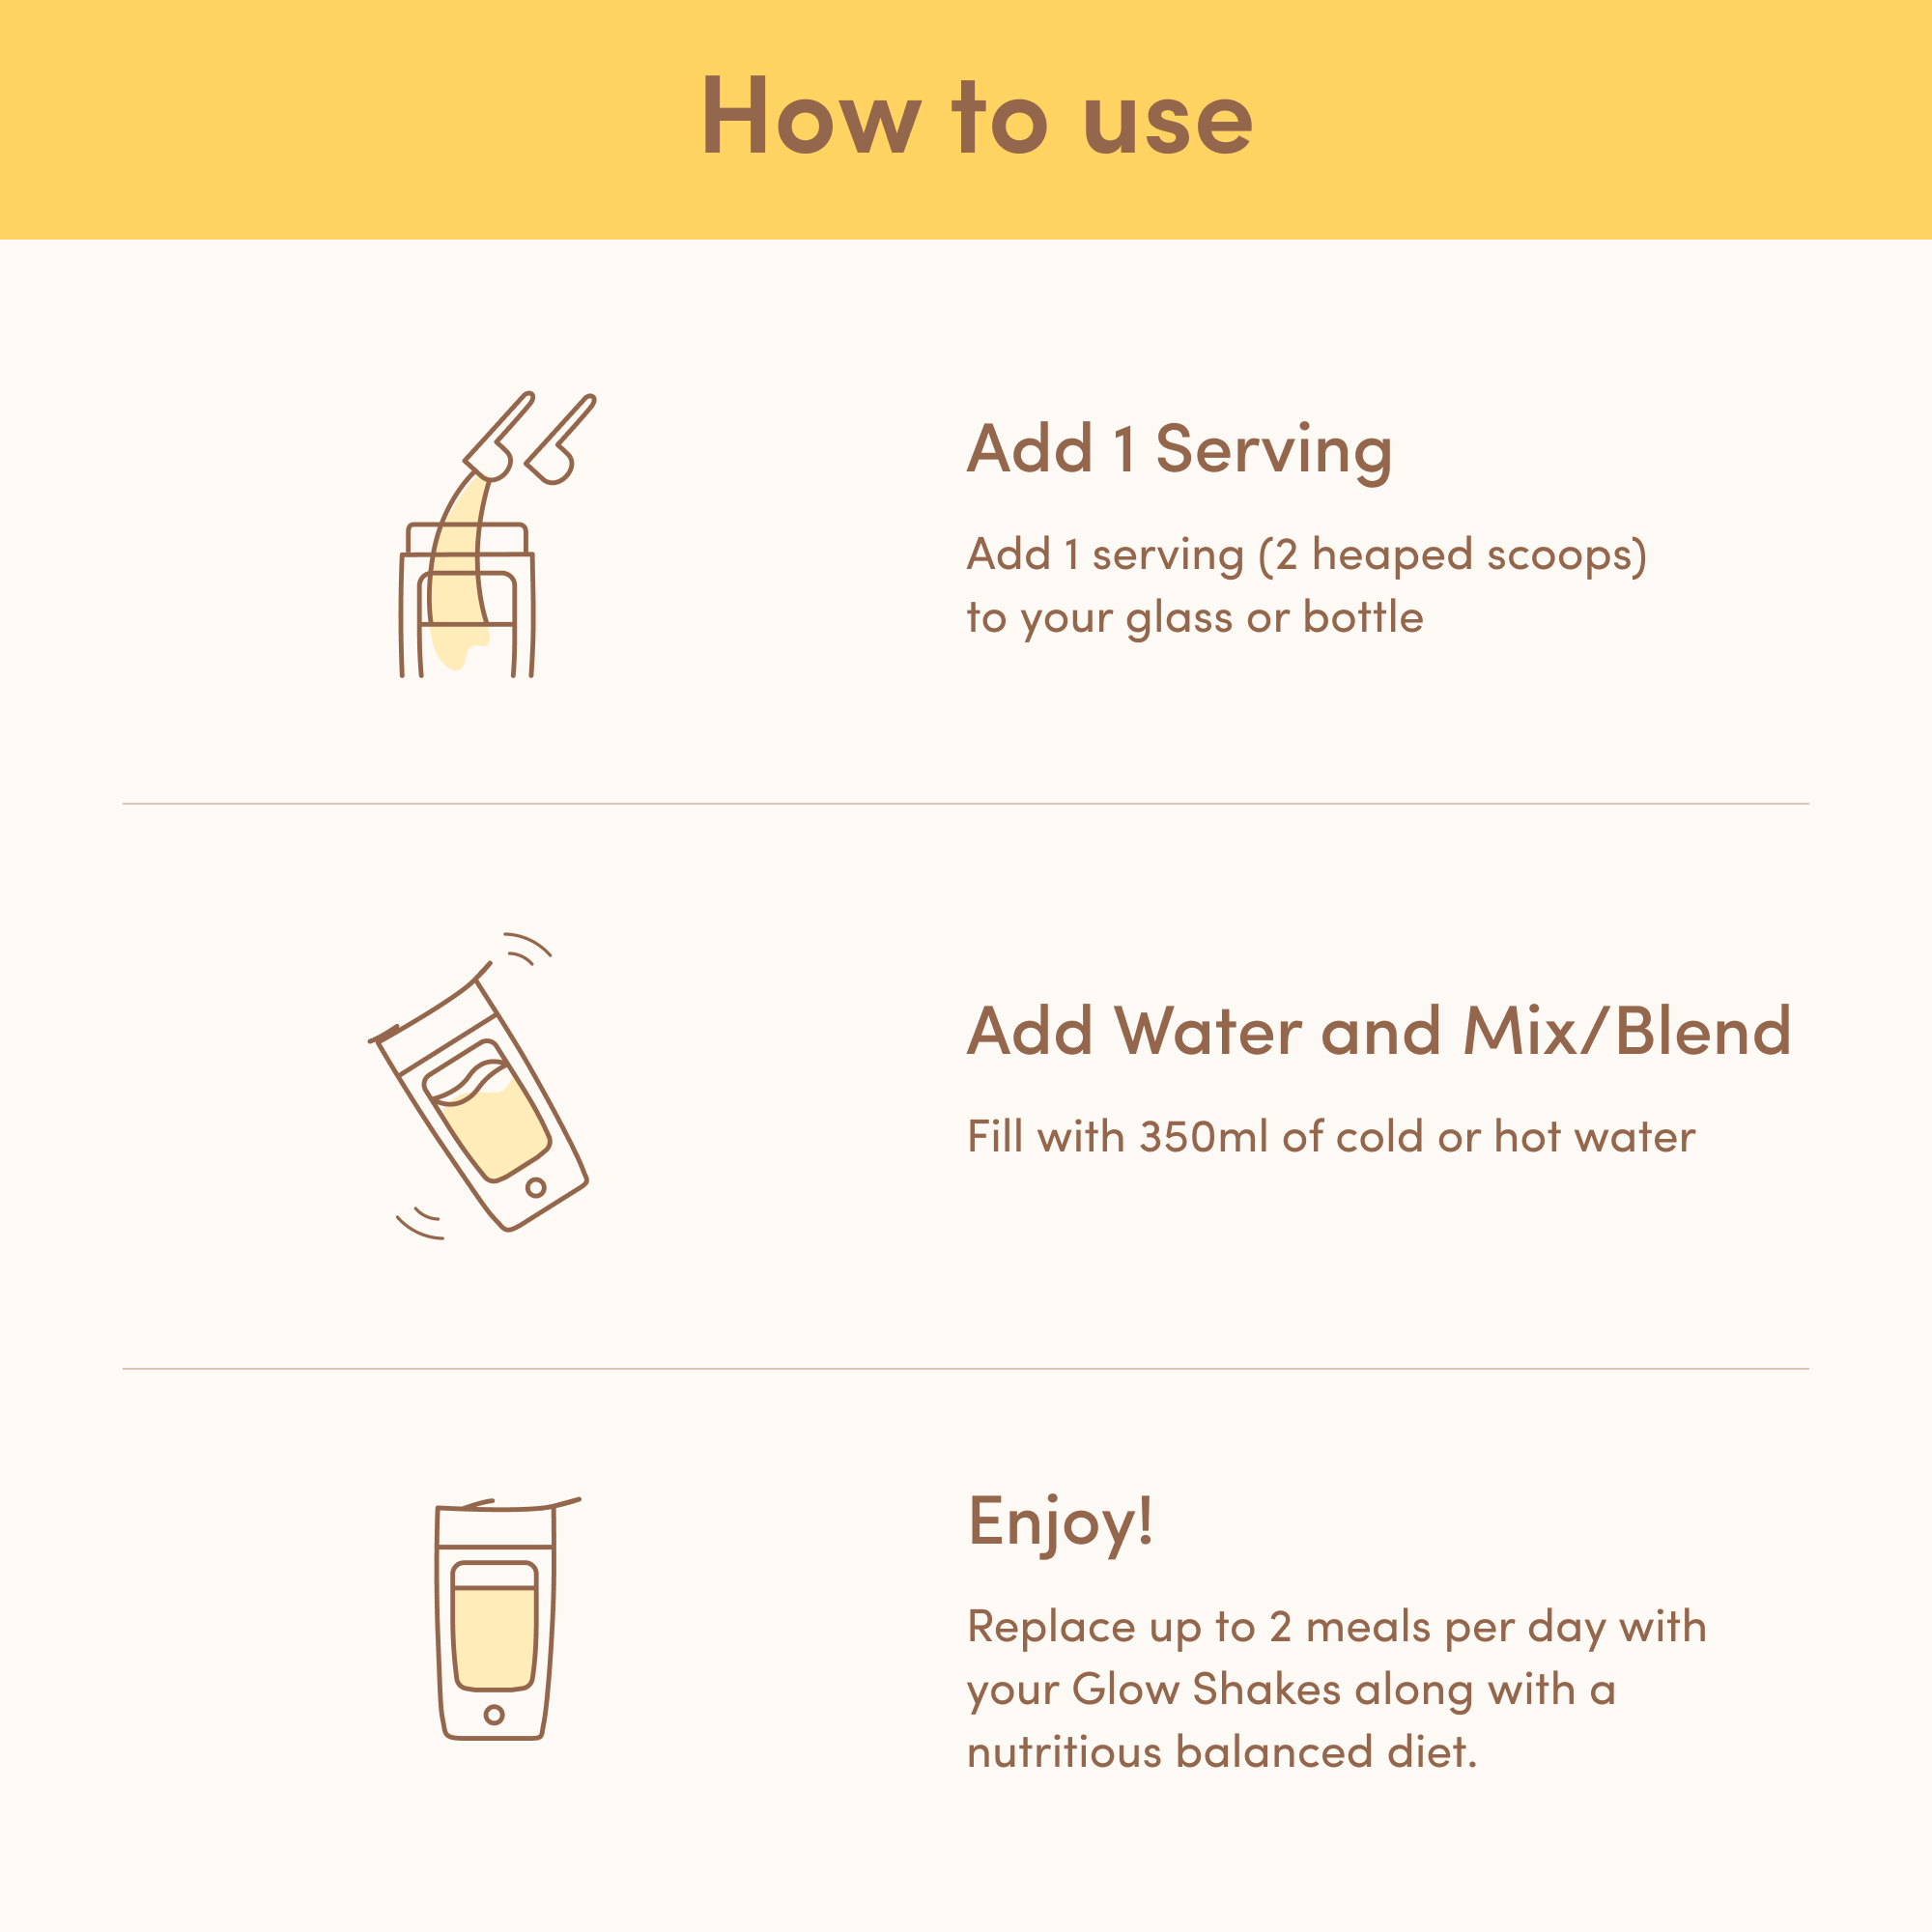 How to use
Add 1 Serving
Add 1 serving (2 heaped scoops)
to your glass or bottle
Add Water and Mix/Blend
Fill with 350ml of cold or hot water
Enjoy!
Replace up to 2 meals per day with
your Glow Shakes along with a
nutritious balanced diet.